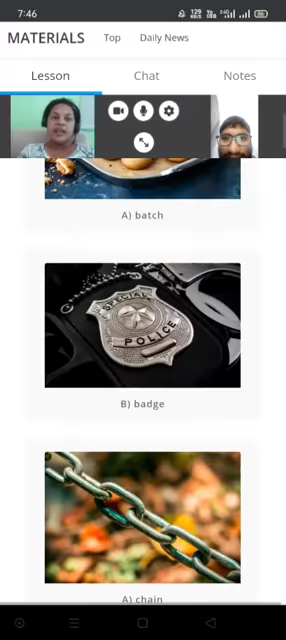 7:46
MATERIALS Top Daily News
Lesson Chat Notes
A) batch
SPECIAL
POLICE
B) badge
A) chain